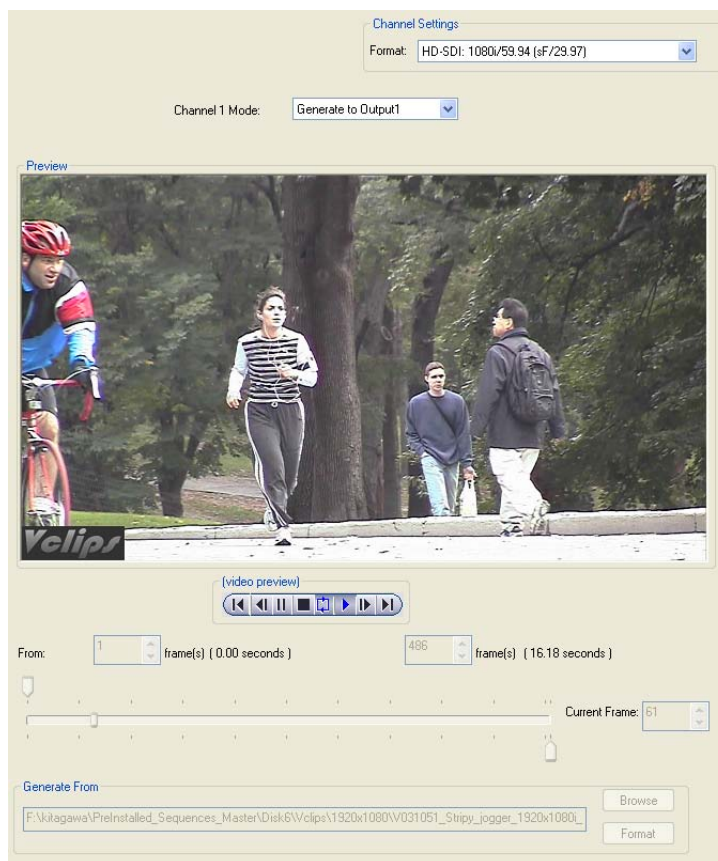 Channel Settings
Format: HD-SDI: 1080i/59.94 (sF/29.97)
Channel 1 Mode: Generate to Output1
Preview
Vclips
(video preview)
From: 1 frame(s) ( 0.00 seconds ) 486 frame(s) ( 16.18 seconds )
Current Frame: 61
Generate From
Browse
F:\kitagawa\PreInstalled_Sequences_Master\Disk6\Vclips\1920x1080\V031051_Stripy_jogger_1920x1080i_
Format